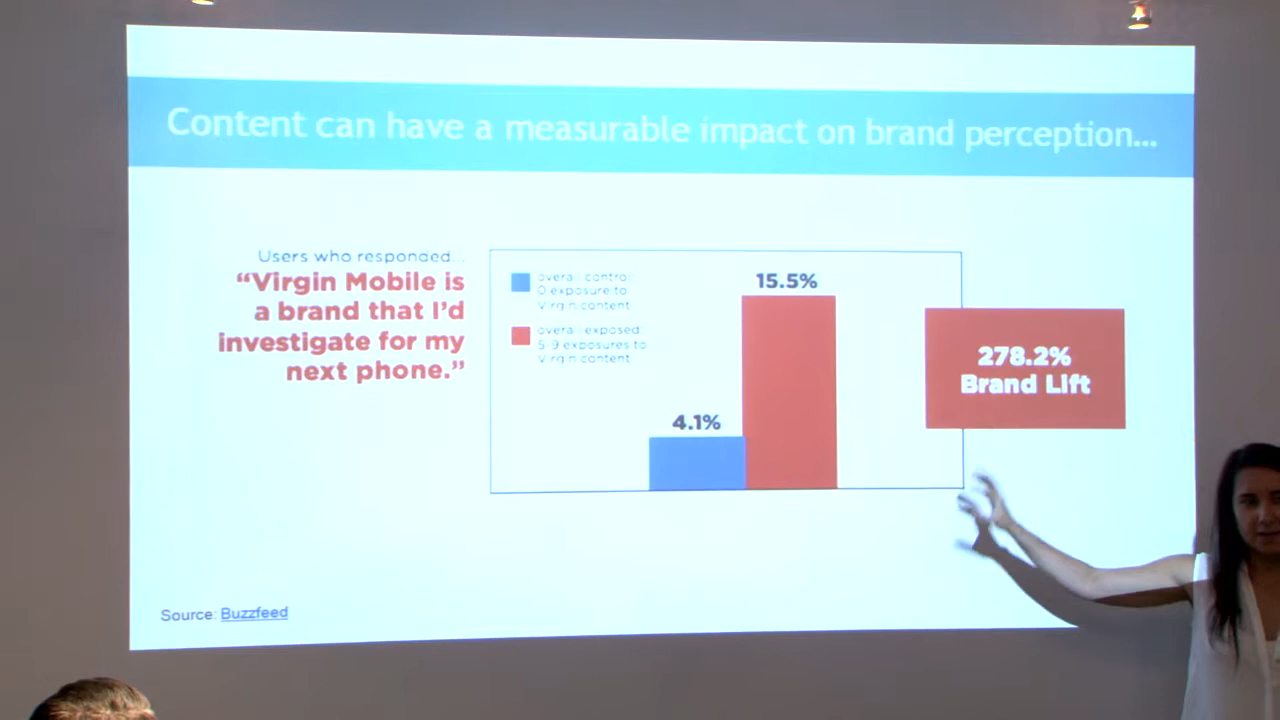 Content can have a measurable impact on brand perception...
Users who responded...
“Virgin Mobile is
a brand that I’d
investigate for my
next phone.”
overall control
0 exposure to
Virgin content
overall exposed
5-9 exposures to
Virgin content
4.1%
15.5%
278.2%
Brand Lift
Source: Buzzfeed